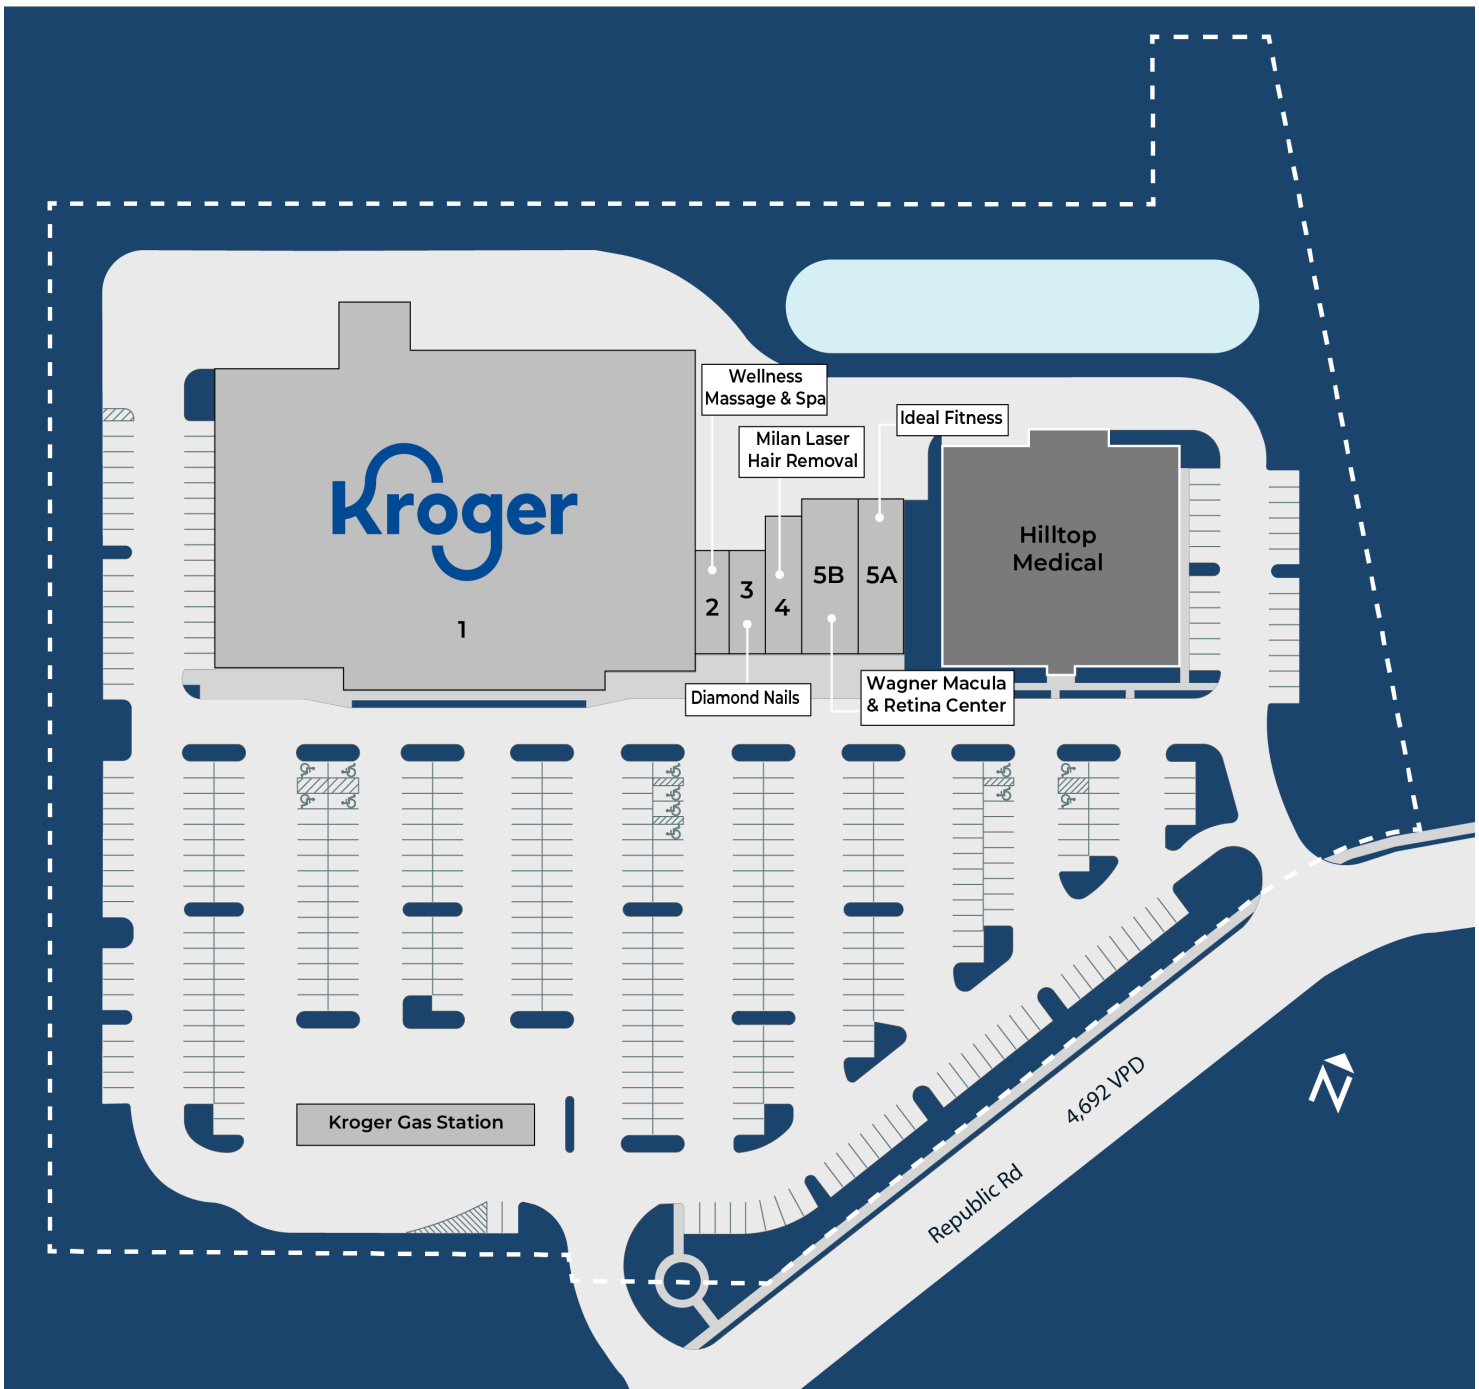 Wellness
Massage & Spa
Ideal Fitness
Milan Laser
Hair Removal
Kroger
Hilltop
Medical
5B
5A
3
2
4
1
Diamond Nails
Wagner Macula
& Retina Center
Kroger Gas Station
4,692 VPD
Republic Rd
N